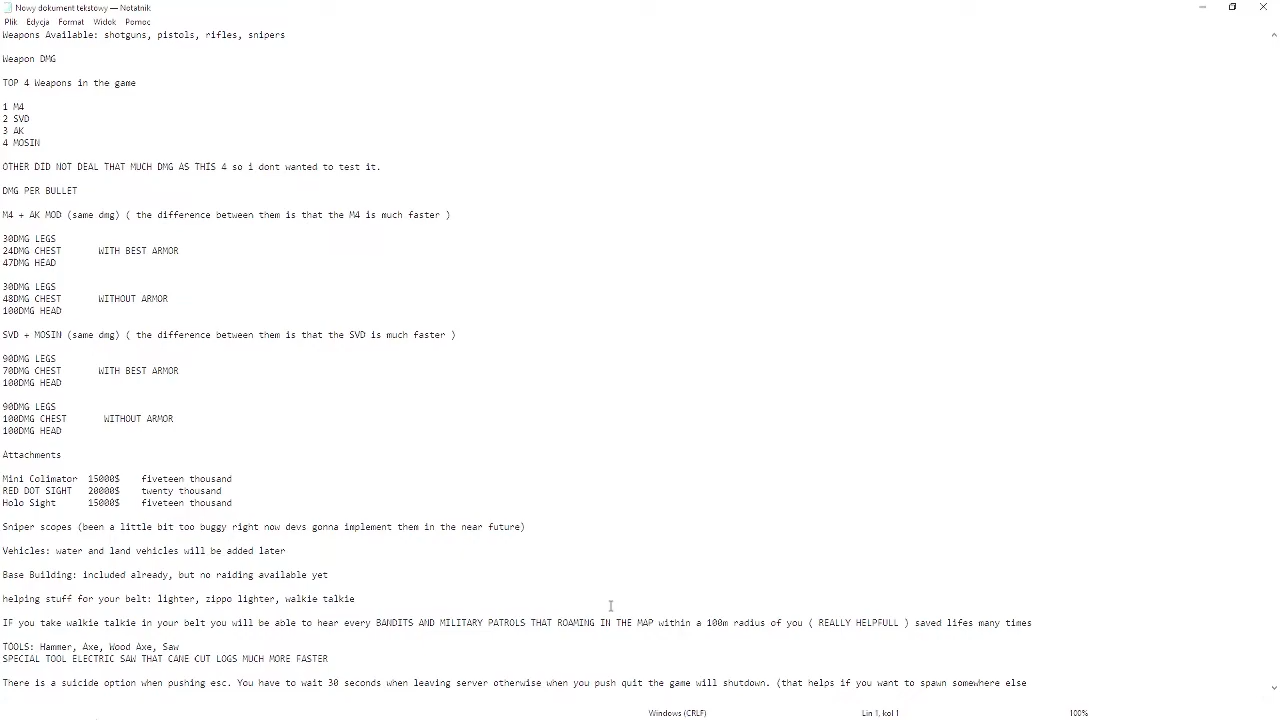 Nowy dokument tekstowy — Notatnik
Plik Edycja Format Widok Pomoc
Weapons Available: shotguns, pistols, rifles, snipers
Weapon DMG
TOP 4 Weapons in the game
1 M4
2 SVD
3 AK
4 MOSIN
OTHER DID NOT DEAL THAT MUCH DMG AS THIS 4 so i dont wanted to test it.
DMG PER BULLET
M4 + AK MOD (same dmg) ( the difference between them is that the M4 is much faster )
30DMG LEGS
24DMG CHEST WITH BEST ARMOR
47DMG HEAD
30DMG LEGS
48DMG CHEST WITHOUT ARMOR
100DMG HEAD
SVD + MOSIN (same dmg) ( the difference between them is that the SVD is much faster )
90DMG LEGS
70DMG CHEST WITH BEST ARMOR
100DMG HEAD
90DMG LEGS
100DMG CHEST WITHOUT ARMOR
100DMG HEAD
Attachments
Mini Colimator 15000$ fiveteen thousand
RED DOT SIGHT 20000$ twenty thousand
Holo Sight 15000$ fiveteen thousand
Sniper scopes (been a little bit too buggy right now devs gonna implement them in the near future)
Vehicles: water and land vehicles will be added later
Base Building: included already, but no raiding available yet
helping stuff for your belt: lighter, zippo lighter, walkie talkie
IF you take walkie talkie in your belt you will be able to hear every BANDITS AND MILITARY PATROLS THAT ROAMING IN THE MAP within a 100m radius of you ( REALLY HELPFULL ) saved lifes many times
TOOLS: Hammer, Axe, Wood Axe, Saw
SPECIAL TOOL ELECTRIC SAW THAT CANE CUT LOGS MUCH MORE FASTER
There is a suicide option when pushing esc. You have to wait 30 seconds when leaving server otherwise when you push quit the game will shutdown. (that helps if you want to spawn somewhere else
Windows (CRLF) Lin 1, kol 1 100%